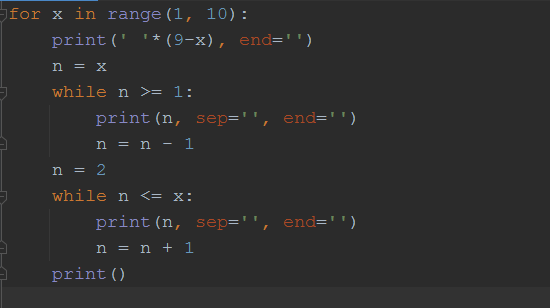 for x in range(1, 10):
    print(' '*(9-x), end='')
    n = x
    while n >= 1:
        print(n, sep='', end='')
        n = n - 1
    n = 2
    while n <= x:
        print(n, sep='', end='')
        n = n + 1
    print()